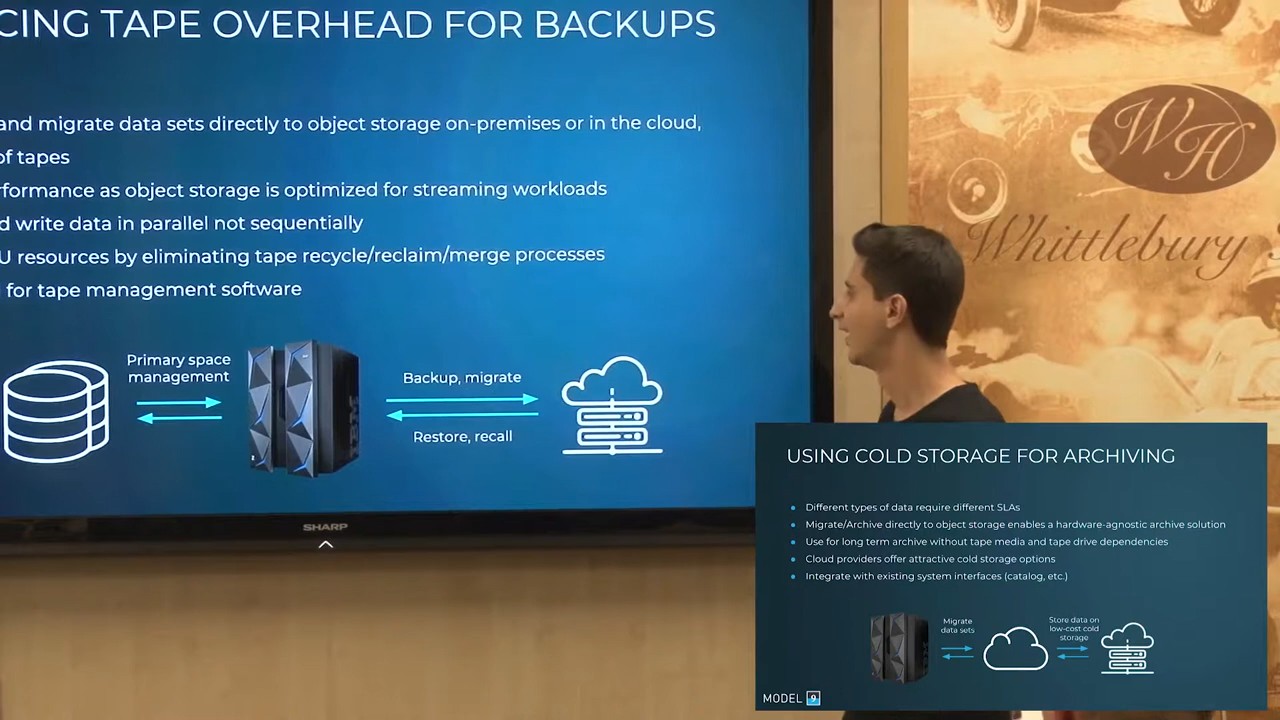 CING TAPE OVERHEAD FOR BACKUPS
and migrate data sets directly to object storage on-premises or in the cloud,
of tapes
rformance as object storage is optimized for streaming workloads
d write data in parallel not sequentially
U resources by eliminating tape recycle/reclaim/merge processes
for tape management software
Primary space
management
Backup, migrate
Restore, recall
IBM
SHARP
WH
Whittlebury
USING COLD STORAGE FOR ARCHIVING
Different types of data require different SLAs
Migrate/Archive directly to object storage enables a hardware-agnostic archive solution
Use for long term archive without tape media and tape drive dependencies
Cloud providers offer attractive cold storage options
Integrate with existing system interfaces (catalog, etc.)
Migrate
data sets
Store data on
low-cost cold
storage
MODEL 9